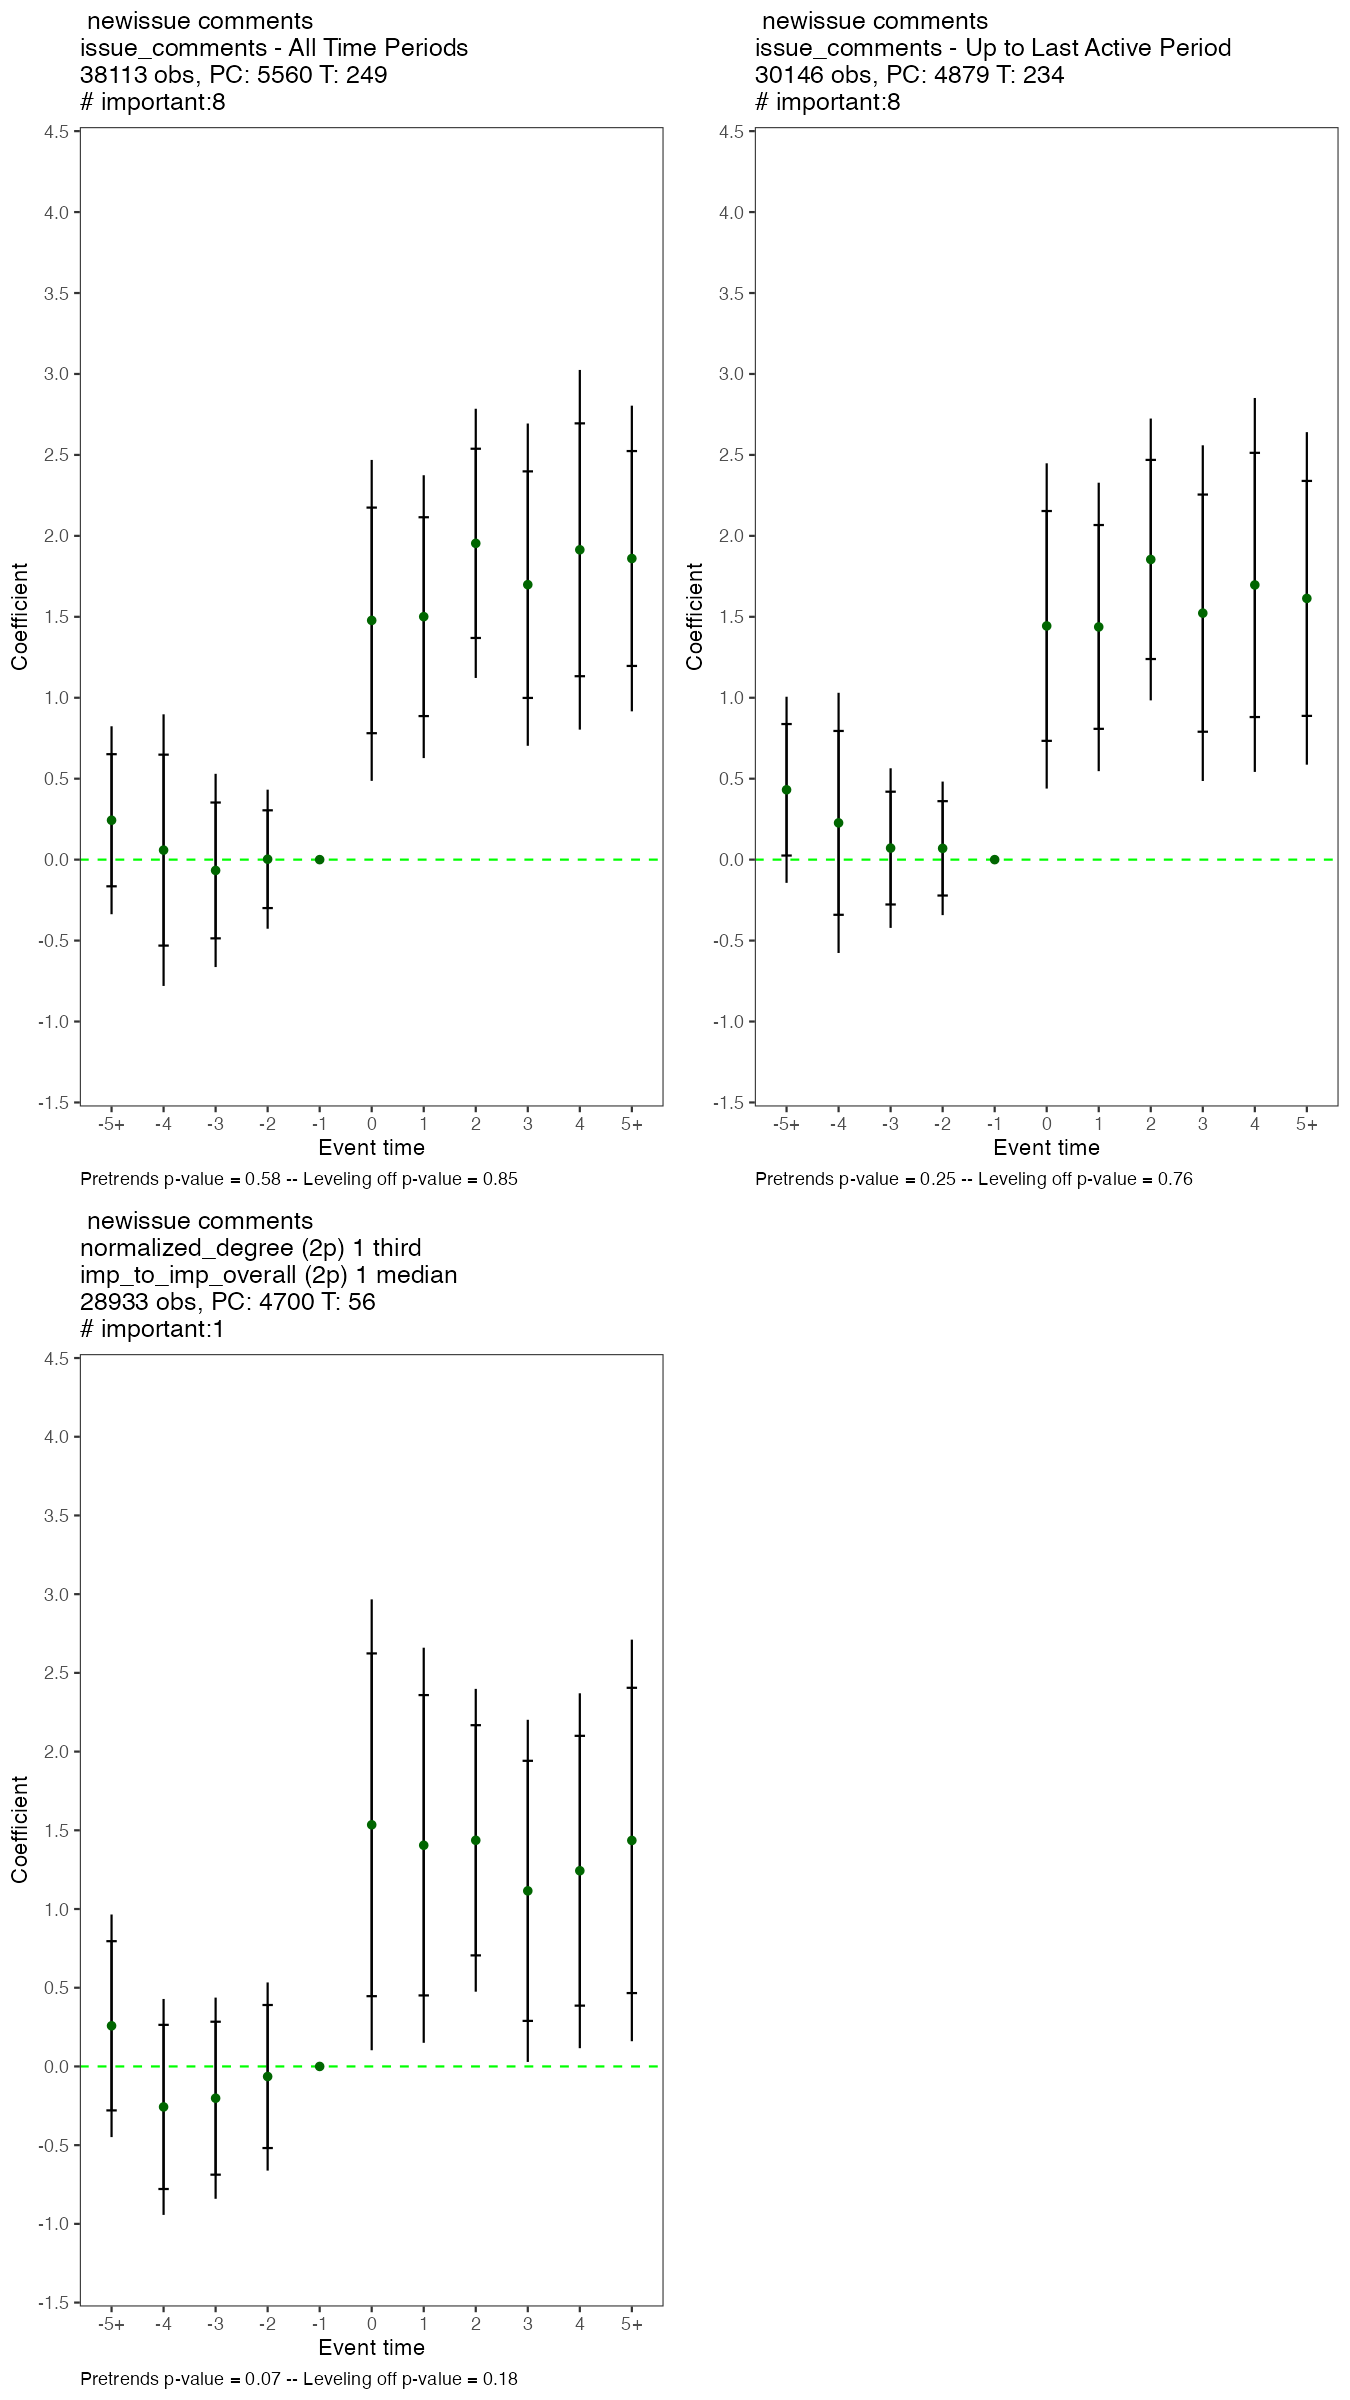 newissue comments
issue_comments - All Time Periods
38113 obs, PC: 5560 T: 249
# important:8
4.5
4.0
3.5
3.0
2.5
2.0
1.5
1.0
0.5
0.0
-0.5
-1.0
-1.5
Coefficient
-5+ -4 -3 -2 -1 0 1 2 3 4 5+
Event time
Pretrends p-value = 0.58 -- Leveling off p-value = 0.85
newissue comments
issue_comments - Up to Last Active Period
30146 obs, PC: 4879 T: 234
# important:8
4.5
4.0
3.5
3.0
2.5
2.0
1.5
1.0
0.5
0.0
-0.5
-1.0
-1.5
Coefficient
-5+ -4 -3 -2 -1 0 1 2 3 4 5+
Event time
Pretrends p-value = 0.25 -- Leveling off p-value = 0.76
newissue comments
normalized_degree (2p) 1 third
imp_to_imp_overall (2p) 1 median
28933 obs, PC: 4700 T: 56
# important:1
4.5
4.0
3.5
3.0
2.5
2.0
1.5
1.0
0.5
0.0
-0.5
-1.0
-1.5
Coefficient
-5+ -4 -3 -2 -1 0 1 2 3 4 5+
Event time
Pretrends p-value = 0.07 -- Leveling off p-value = 0.18